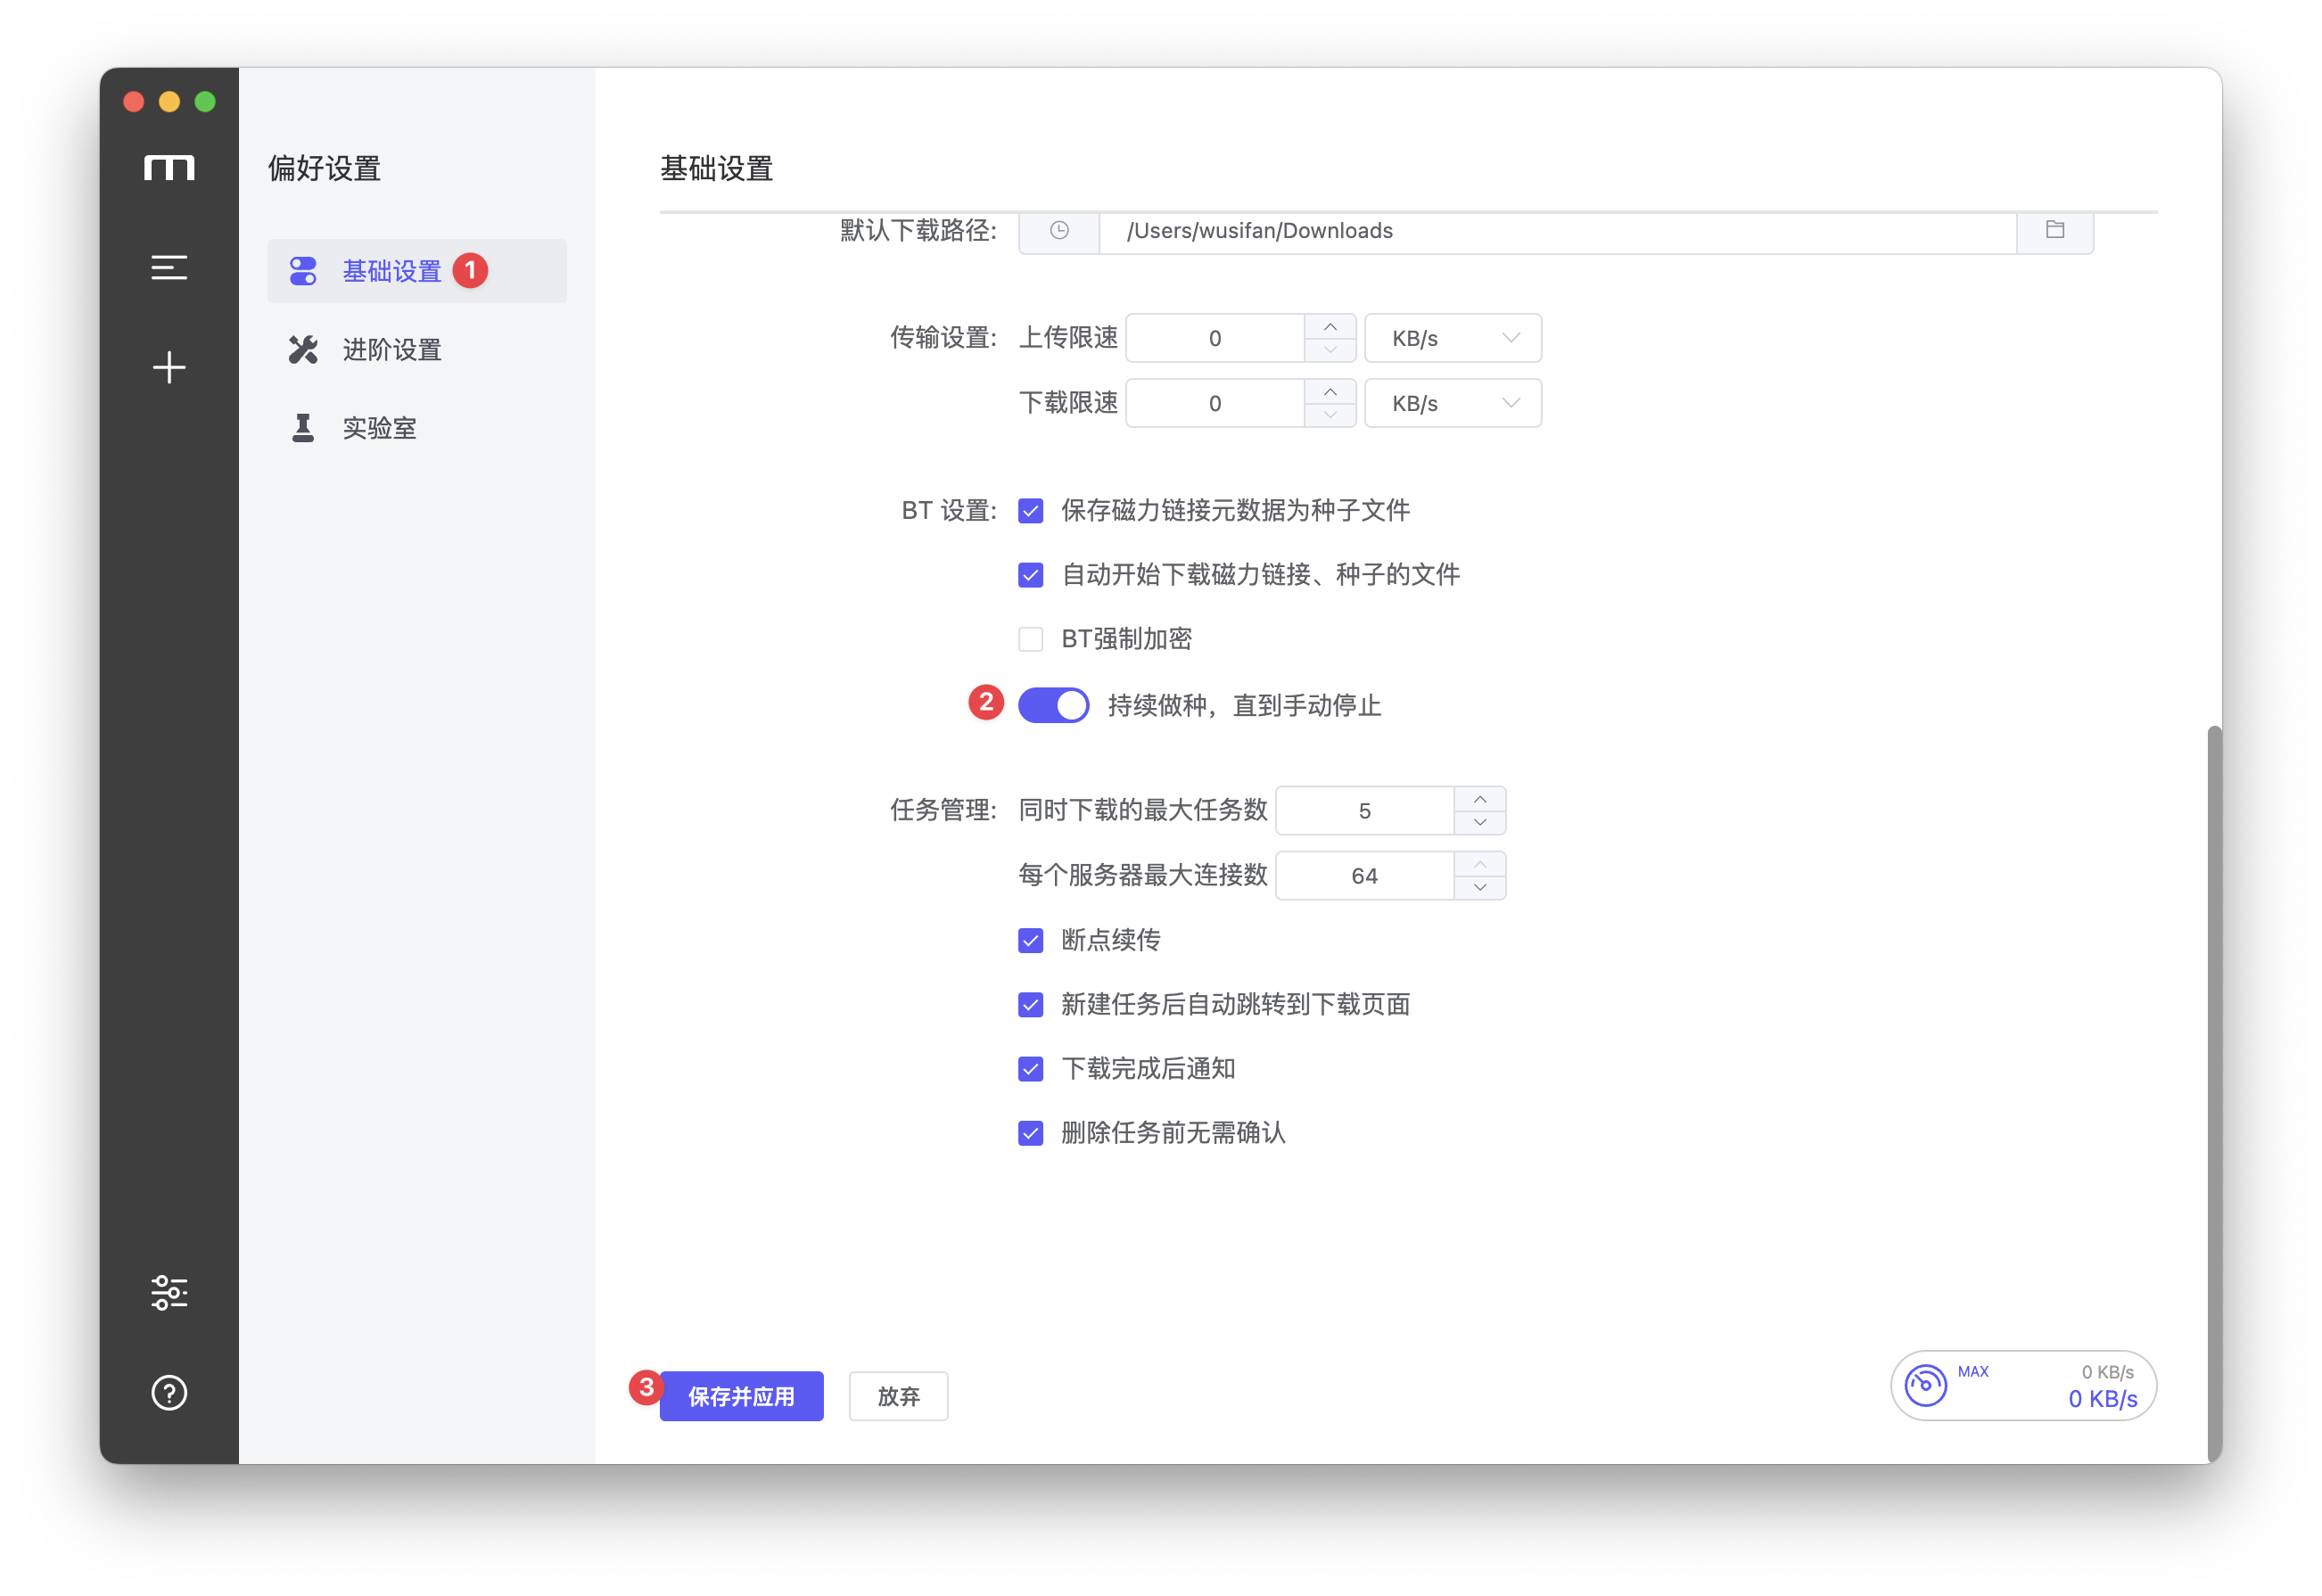 偏好设置
基础设置 1
进阶设置
实验室
基础设置
默认下载路径: /Users/wusifan/Downloads
传输设置: 上传限速 0 KB/s
下载限速 0 KB/s
BT 设置: 保存磁力链接元数据为种子文件
自动开始下载磁力链接、种子的文件
BT强制加密
2 持续做种，直到手动停止
任务管理: 同时下载的最大任务数 5
每个服务器最大连接数 64
断点续传
新建任务后自动跳转到下载页面
下载完成后通知
删除任务前无需确认
3 保存并应用 放弃
MAX 0 KB/s
0 KB/s